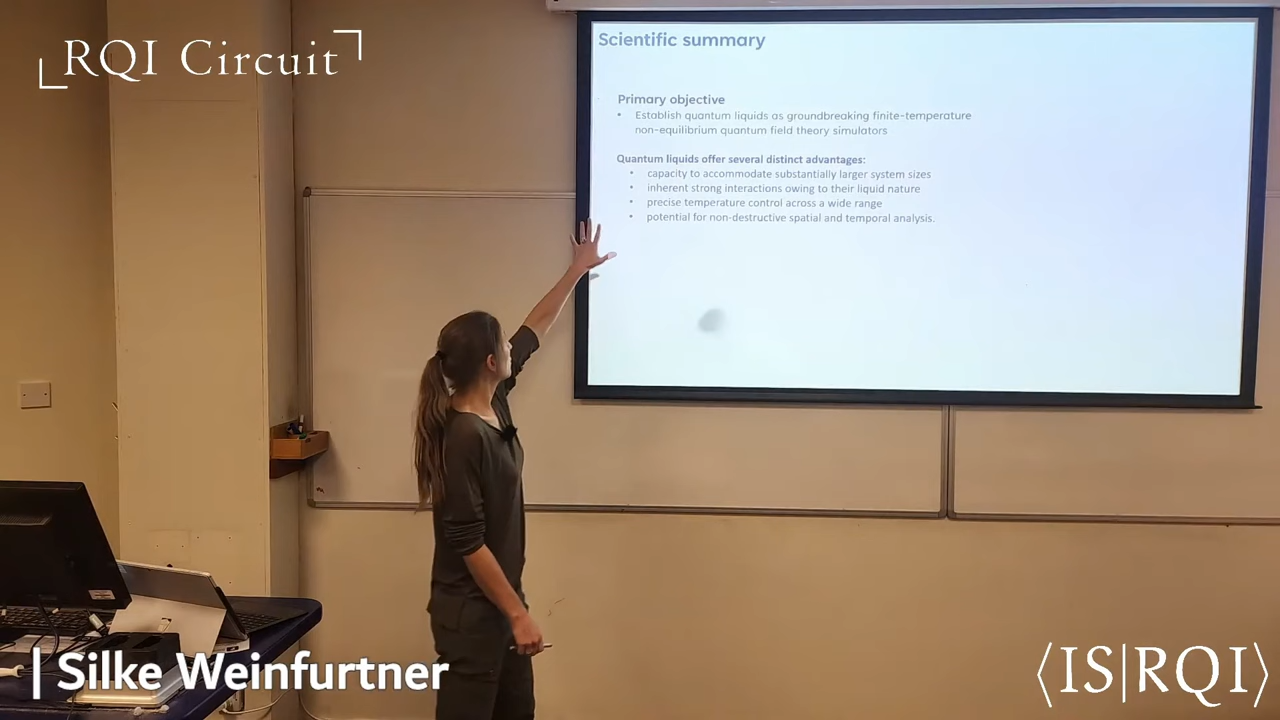 RQI Circuit
Scientific summary
Primary objective
• Establish quantum liquids as groundbreaking finite-temperature
non-equilibrium quantum field theory simulators
Quantum liquids offer several distinct advantages:
• capacity to accommodate substantially larger system sizes
• inherent strong interactions owing to their liquid nature
• precise temperature control across a wide range
• potential for non-destructive spatial and temporal analysis.
| Silke Weinfurtner
⟨IS|RQI⟩